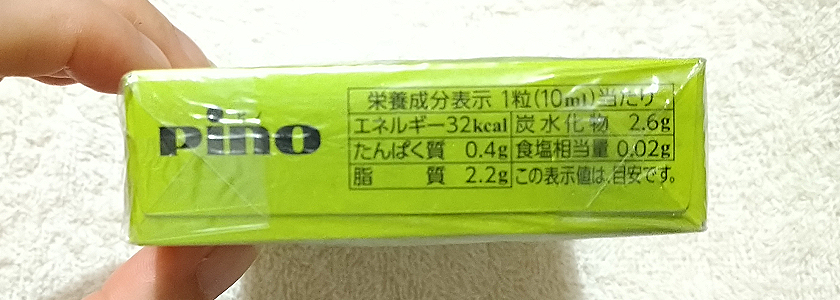 pino
栄養成分表示 1粒(10ml)当たり
エネルギー32kcal 炭水化物 2.6g
たんぱく質 0.4g 食塩相当量 0.02g
脂質 2.2g この表示値は、目安です。